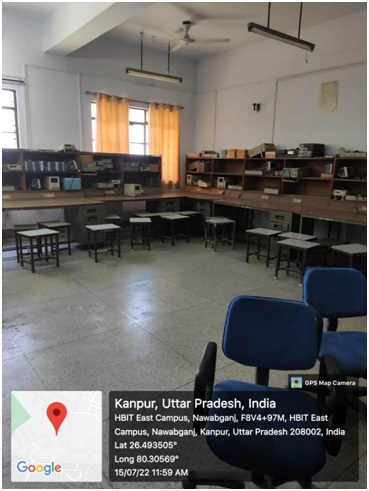 GPS Map Camera
Kanpur, Uttar Pradesh, India
HBIT East Campus, Nawabganj, F8V4+97M, HBIT East
Campus, Nawabganj, Kanpur, Uttar Pradesh 208002, India
Lat 26.493505°
Long 80.30569°
15/07/22 11:59 AM
Google